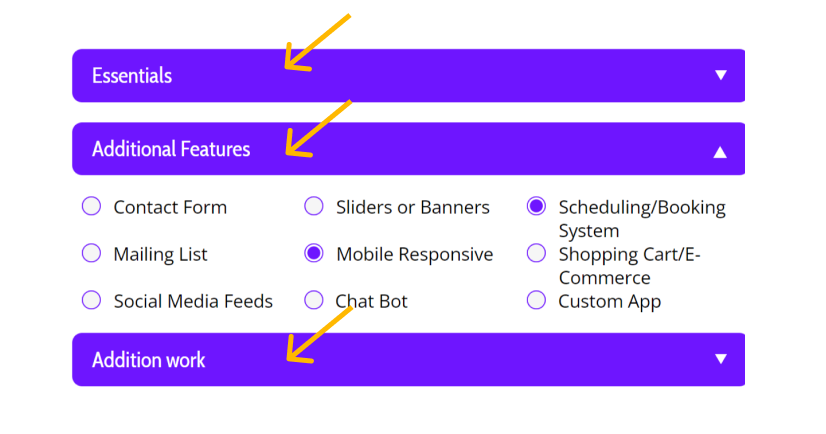 Essentials
Additional Features
Contact Form
Sliders or Banners
Scheduling/Booking
System
Mailing List
Mobile Responsive
Shopping Cart/E-
Commerce
Social Media Feeds
Chat Bot
Custom App
Addition work